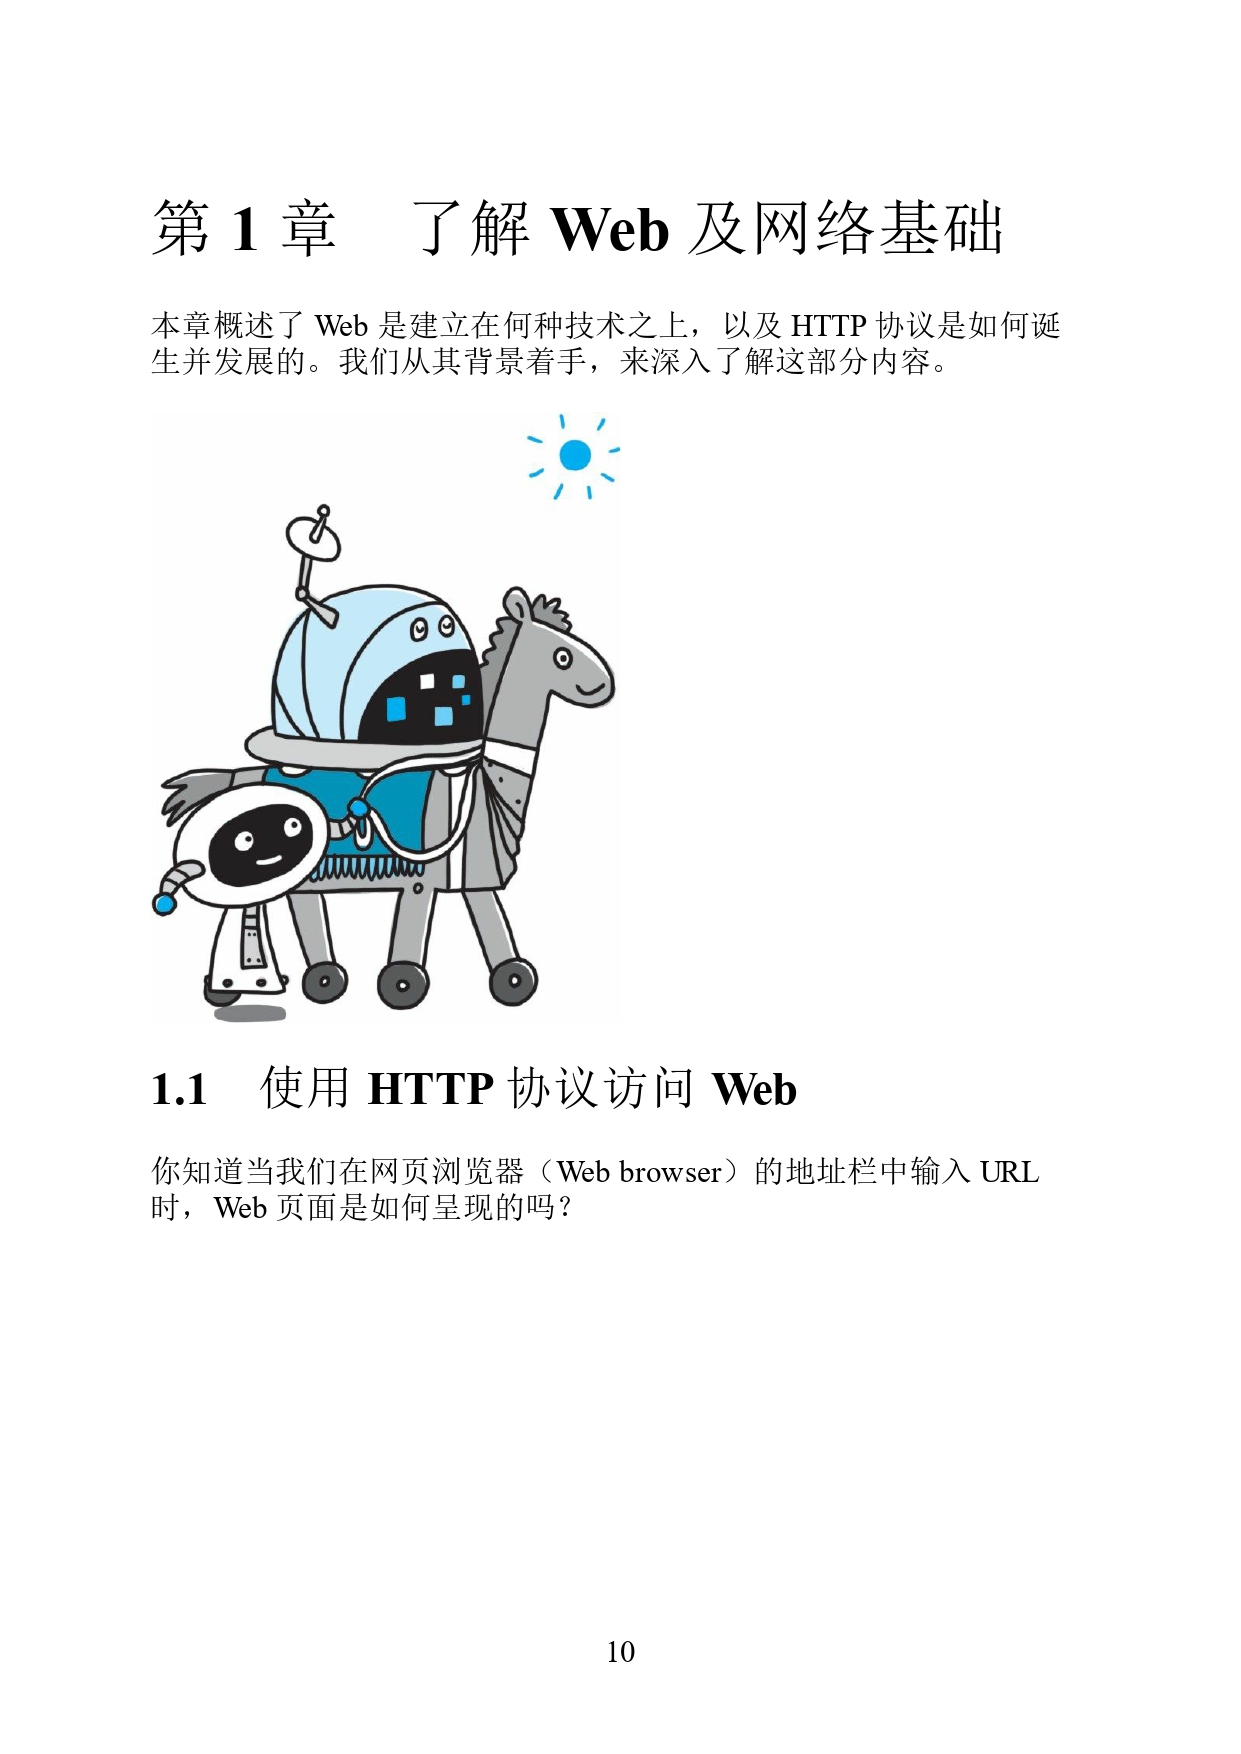 第 1 章　了解 Web 及网络基础
本章概述了 Web 是建立在何种技术之上，以及 HTTP 协议是如何诞
生并发展的。我们从其背景着手，来深入了解这部分内容。
1.1　使用 HTTP 协议访问 Web
你知道当我们在网页浏览器（Web browser）的地址栏中输入 URL
时，Web 页面是如何呈现的吗？
10